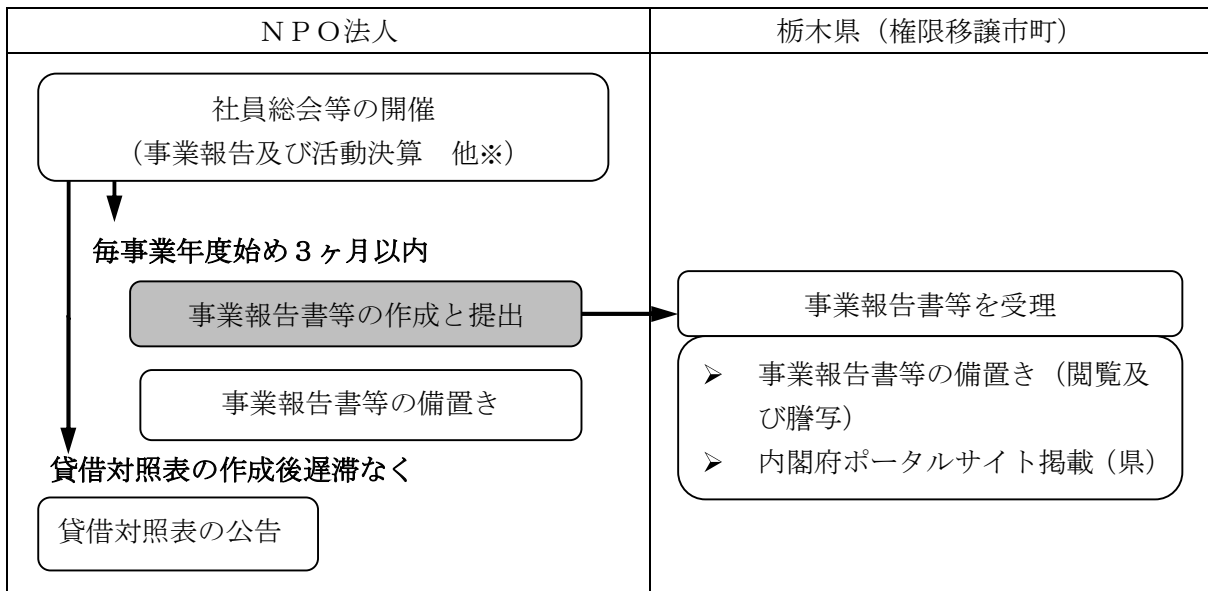 ＮＰＯ法人
栃木県（権限移譲市町）
社員総会等の開催
（事業報告及び活動決算　他※）
毎事業年度始め３ヶ月以内
事業報告書等の作成と提出
事業報告書等を受理
事業報告書等の備置き
➢ 事業報告書等の備置き（閲覧及
び謄写）
➢ 内閣府ポータルサイト掲載（県）
貸借対照表の作成後遅滞なく
貸借対照表の公告